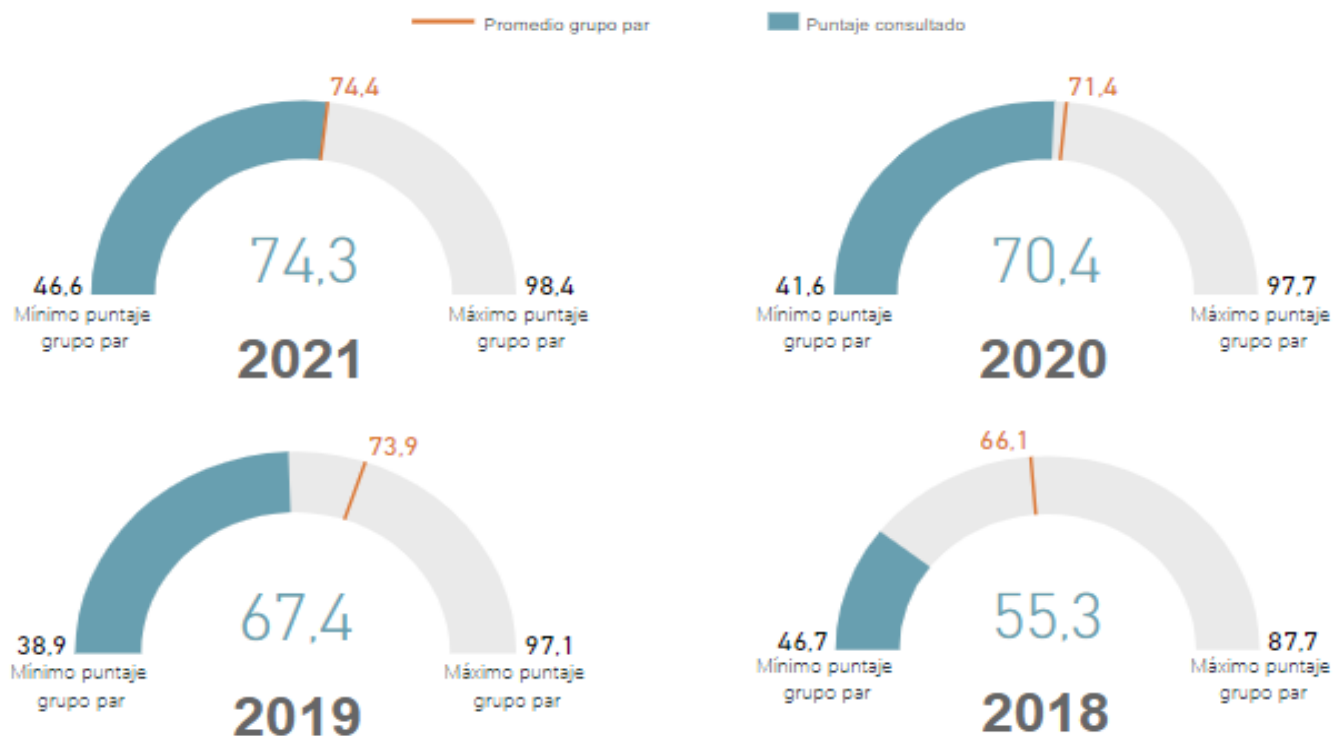 Promedio grupo par
Puntaje consultado
74,4
74,3
46,6
Mínimo puntaje
grupo par
98,4
Máximo puntaje
grupo par
2021
71,4
70,4
41,6
Mínimo puntaje
grupo par
97,7
Máximo puntaje
grupo par
2020
73,9
67,4
38,9
Mínimo puntaje
grupo par
97,1
Máximo puntaje
grupo par
2019
66,1
55,3
46,7
Mínimo puntaje
grupo par
87,7
Máximo puntaje
grupo par
2018